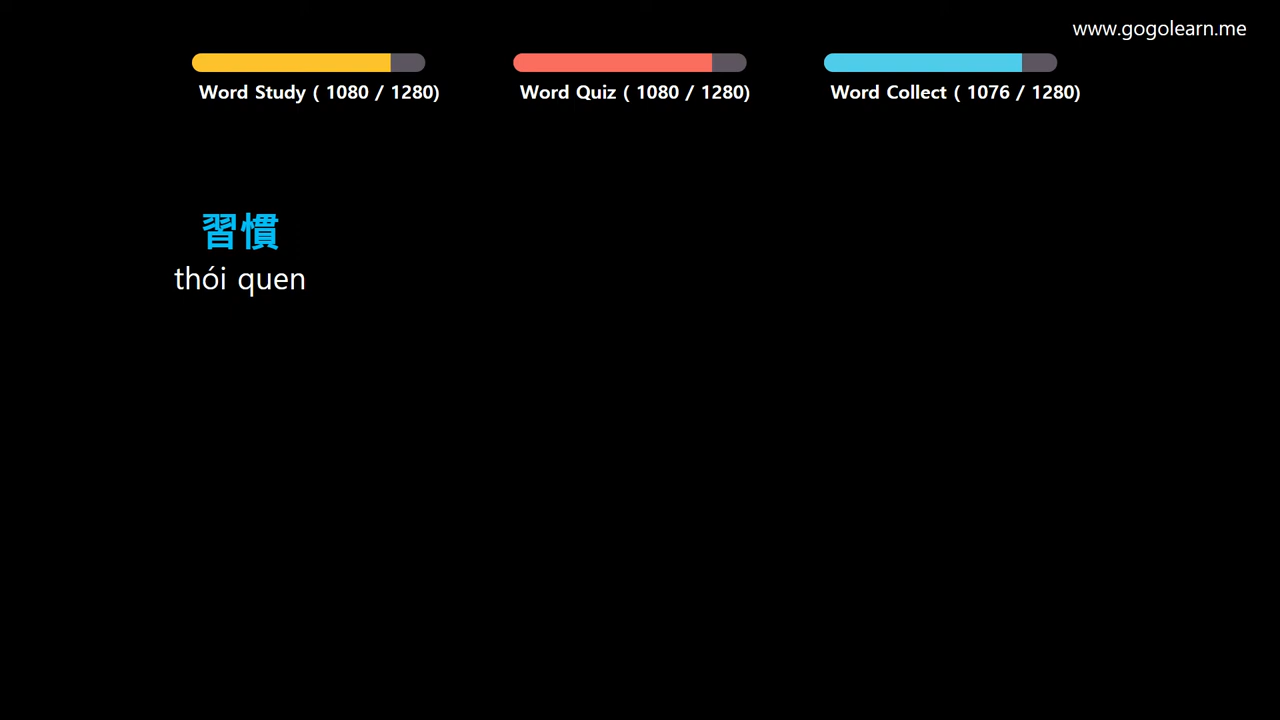 www.gogolearn.me
Word Study ( 1080 / 1280)
Word Quiz ( 1080 / 1280)
Word Collect ( 1076 / 1280)
習慣
thói quen